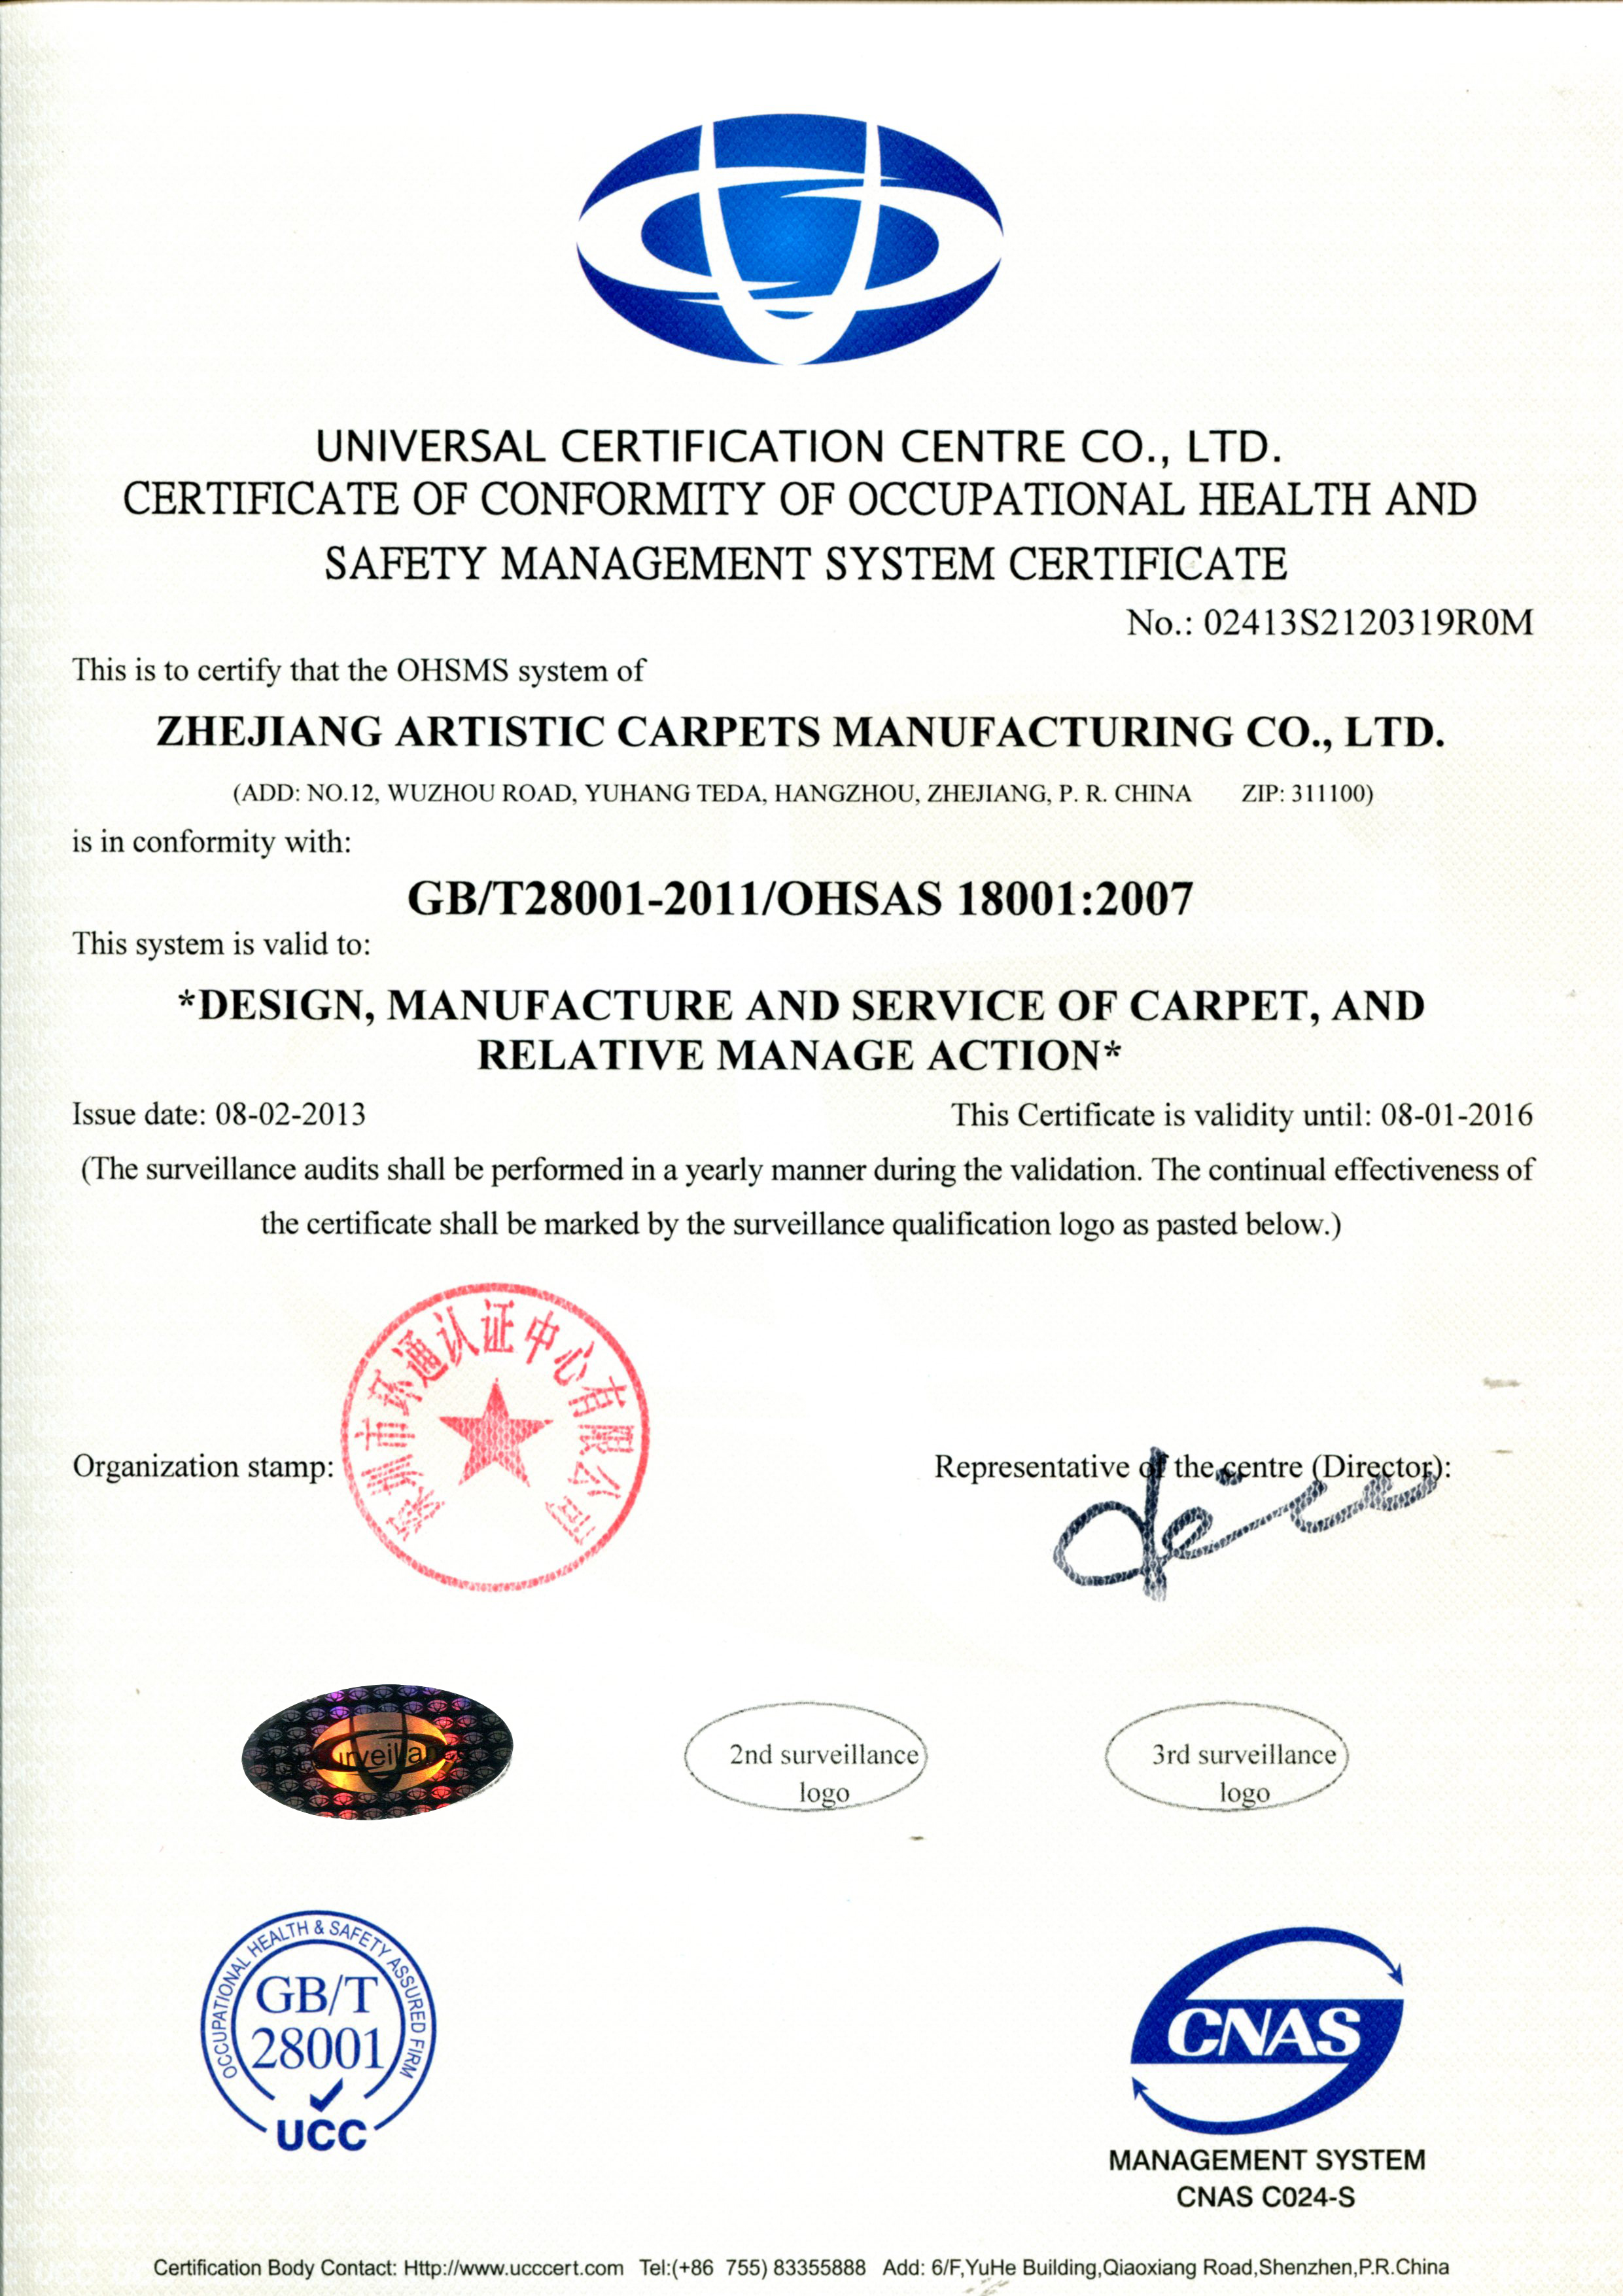 UNIVERSAL CERTIFICATION CENTRE CO., LTD.
CERTIFICATE OF CONFORMITY OF OCCUPATIONAL HEALTH AND
SAFETY MANAGEMENT SYSTEM CERTIFICATE
No.: 02413S2120319R0M
This is to certify that the OHSMS system of
ZHEJIANG ARTISTIC CARPETS MANUFACTURING CO., LTD.
(ADD: NO.12, WUZHOU ROAD, YUHANG TEDA, HANGZHOU, ZHEJIANG, P. R. CHINA ZIP: 311100)
is in conformity with:
GB/T28001-2011/OHSAS 18001:2007
This system is valid to:
*DESIGN, MANUFACTURE AND SERVICE OF CARPET, AND
RELATIVE MANAGE ACTION*
Issue date: 08-02-2013 This Certificate is validity until: 08-01-2016
(The surveillance audits shall be performed in a yearly manner during the validation. The continual effectiveness of
the certificate shall be marked by the surveillance qualification logo as pasted below.)
深圳市环通认证中心有限公司
Organization stamp: Representative of the centre (Director):
2nd surveillance
logo
3rd surveillance
logo
OCCUPATIONAL HEALTH & SAFETY ASSURED FIRM
GB/T
28001
UCC
CNAS
MANAGEMENT SYSTEM
CNAS C024-S
Certification Body Contact: Http://www.ucccert.com Tel:(+86 755) 83355888 Add: 6/F,YuHe Building,Qiaoxiang Road,Shenzhen,P.R.China